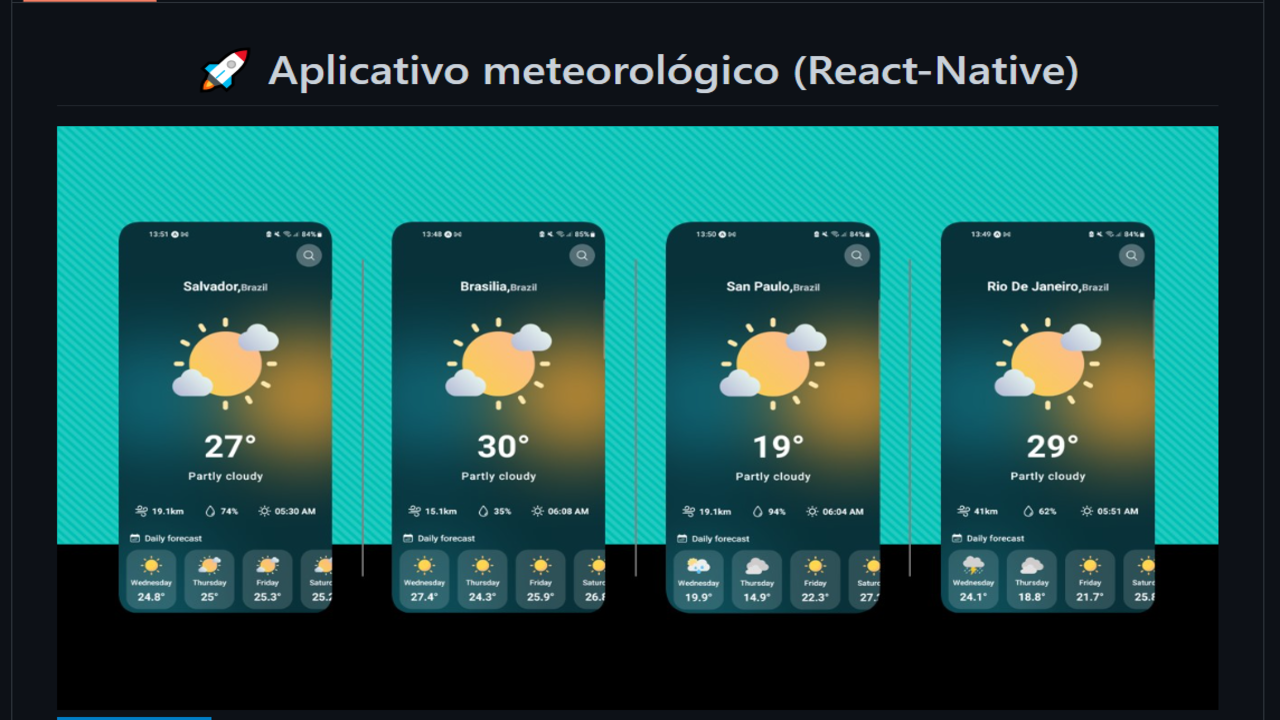 🚀 Aplicativo meteorológico (React-Native)
13:51 84%
Salvador,Brazil
27°
Partly cloudy
19.1km 74% 05:30 AM
Daily forecast
Wednesday Thursday Friday Satur
24.8° 25° 25.3° 25.2
13:48 85%
Brasilia,Brazil
30°
Partly cloudy
15.1km 35% 06:08 AM
Daily forecast
Wednesday Thursday Friday Satur
27.4° 24.3° 25.9° 26.8
13:50 84%
San Paulo,Brazil
19°
Partly cloudy
19.1km 94% 06:04 AM
Daily forecast
Wednesday Thursday Friday Satur
19.9° 14.9° 22.3° 27.
13:49 84%
Rio De Janeiro,Brazil
29°
Partly cloudy
41km 62% 05:51 AM
Daily forecast
Wednesday Thursday Friday Satur
24.1° 18.8° 21.7° 25.8